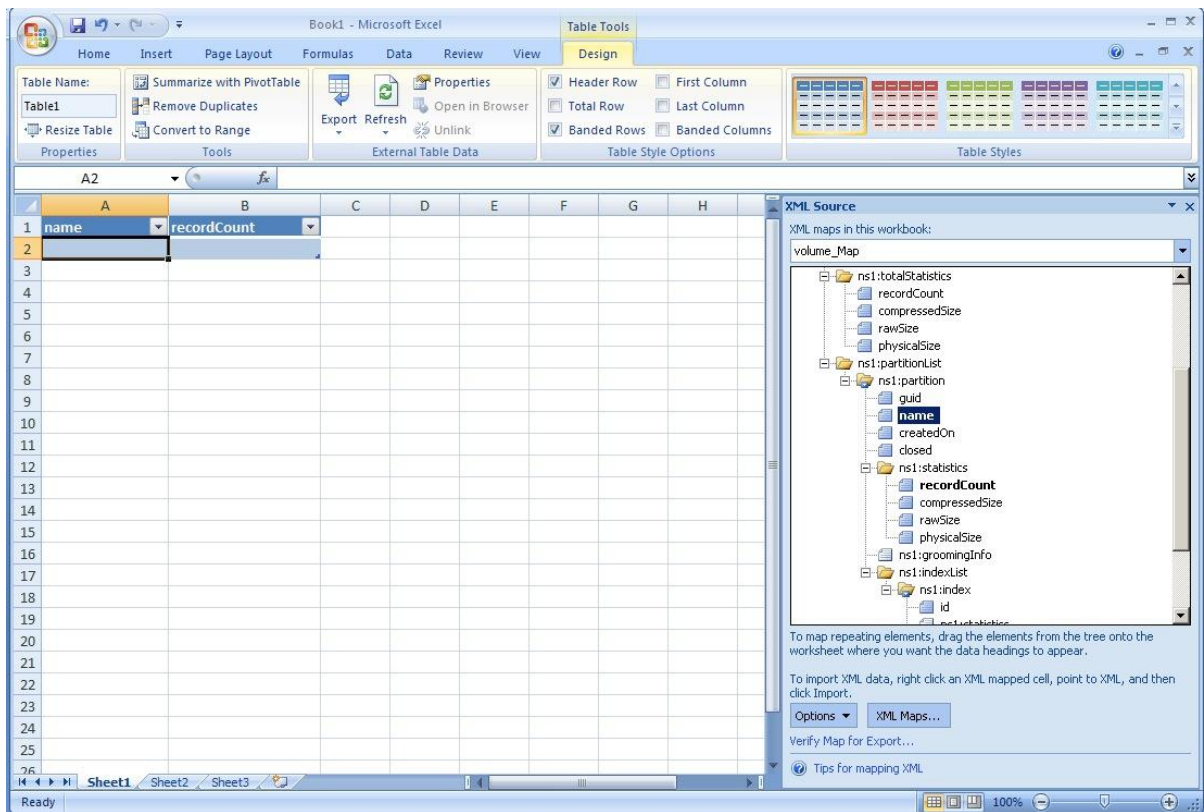 Book1 - Microsoft Excel
Table Tools
Home Insert Page Layout Formulas Data Review View Design
Table Name:
Table1
Resize Table
Properties
Summarize with PivotTable
Remove Duplicates
Convert to Range
Tools
Export Refresh
Properties
Open in Browser
Unlink
External Table Data
Header Row First Column
Total Row Last Column
Banded Rows Banded Columns
Table Style Options
Table Styles
A2 fx
A B C D E F G H
1 name recordCount
2
3
4
5
6
7
8
9
10
11
12
13
14
15
16
17
18
19
20
21
22
23
24
25
26
Sheet1 Sheet2 Sheet3
XML Source
XML maps in this workbook:
volume_Map
ns1:totalStatistics
recordCount
compressedSize
rawSize
physicalSize
ns1:partitionList
ns1:partition
guid
name
createdOn
closed
ns1:statistics
recordCount
compressedSize
rawSize
physicalSize
ns1:groomingInfo
ns1:indexList
ns1:index
id
ns1:statistics
To map repeating elements, drag the elements from the tree onto the
worksheet where you want the data headings to appear.
To import XML data, right click an XML mapped cell, point to XML, and then
click Import.
Options XML Maps...
Verify Map for Export...
Tips for mapping XML
Ready 100%